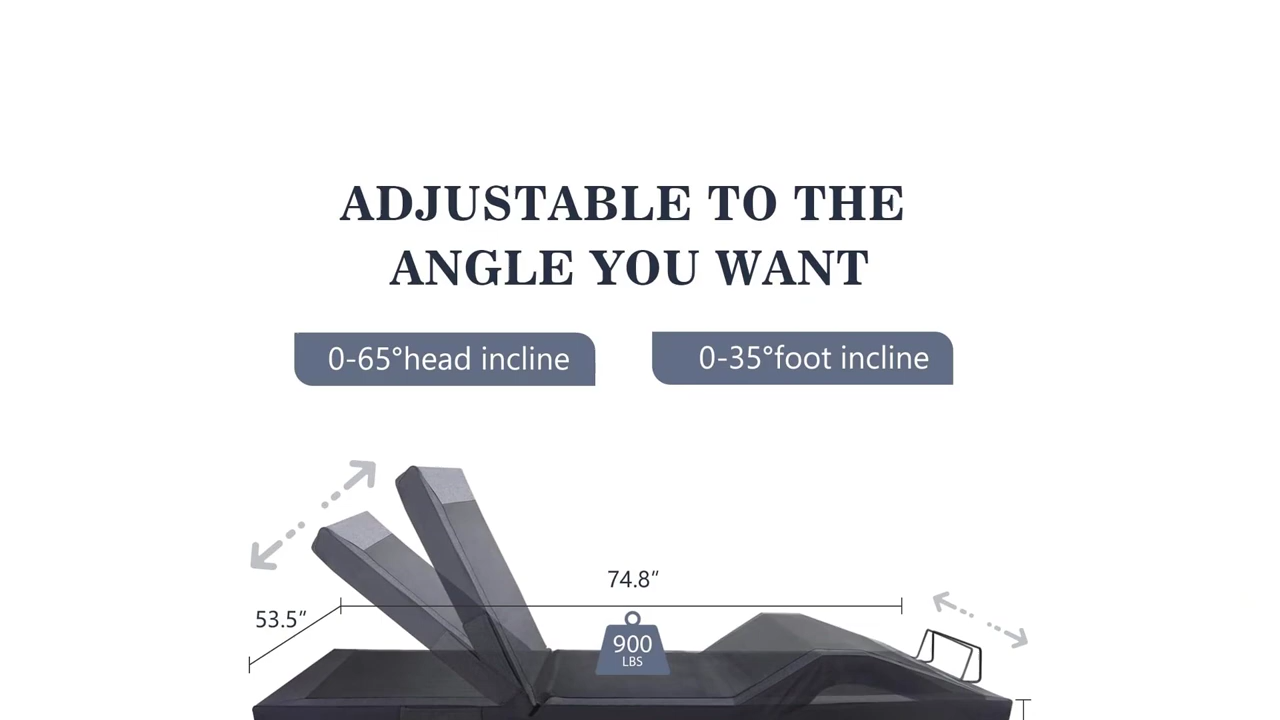 ADJUSTABLE TO THE
ANGLE YOU WANT
0-65°head incline
0-35°foot incline
74.8"
53.5"
900
LBS